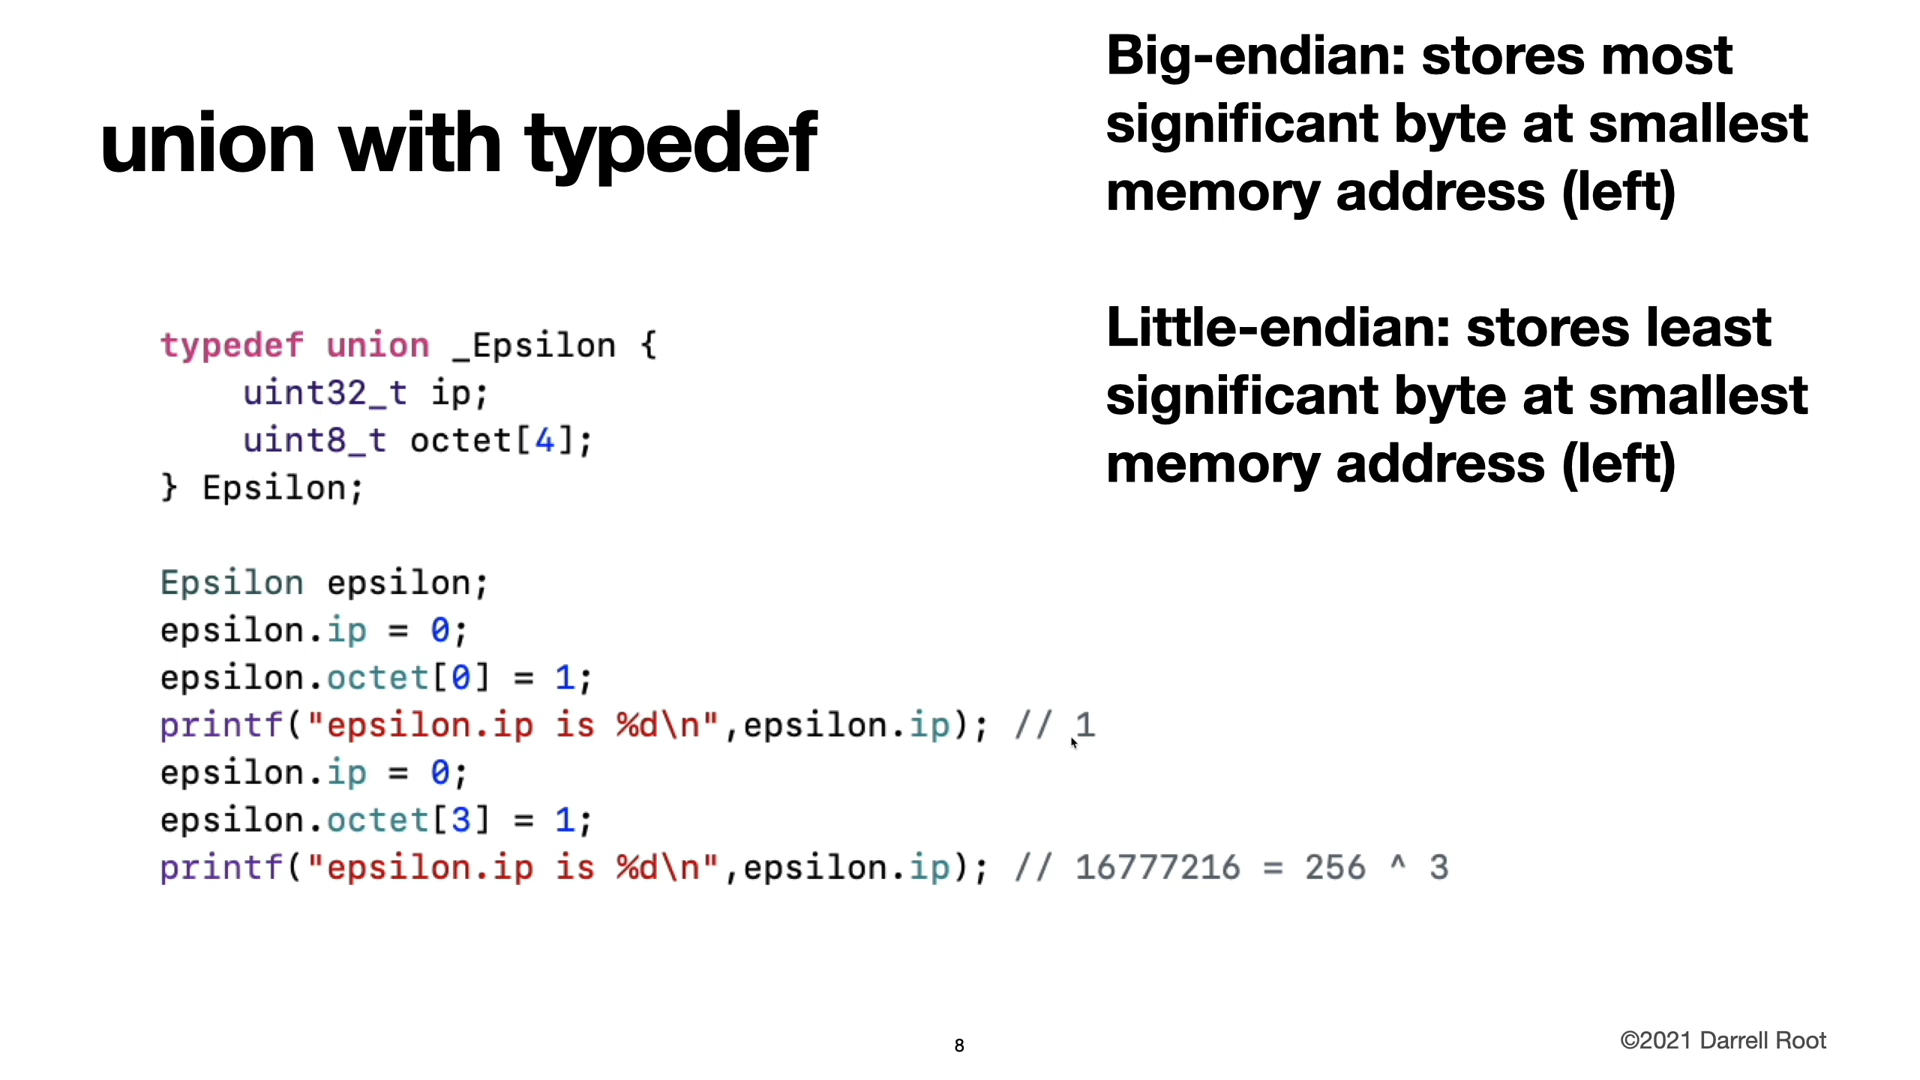 union with typedef
Big-endian: stores most
significant byte at smallest
memory address (left)
Little-endian: stores least
significant byte at smallest
memory address (left)
typedef union _Epsilon {
    uint32_t ip;
    uint8_t octet[4];
} Epsilon;
Epsilon epsilon;
epsilon.ip = 0;
epsilon.octet[0] = 1;
printf("epsilon.ip is %d\n",epsilon.ip); // 1
epsilon.ip = 0;
epsilon.octet[3] = 1;
printf("epsilon.ip is %d\n",epsilon.ip); // 16777216 = 256 ^ 3
8
©2021 Darrell Root